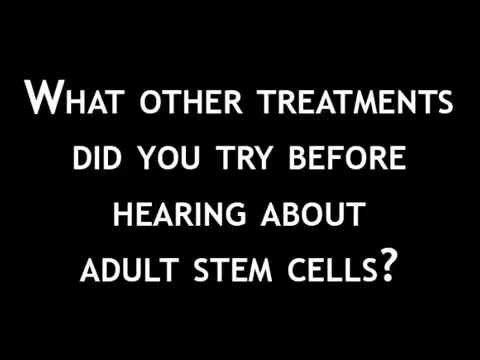 What other treatments
did you try before
hearing about
adult stem cells?